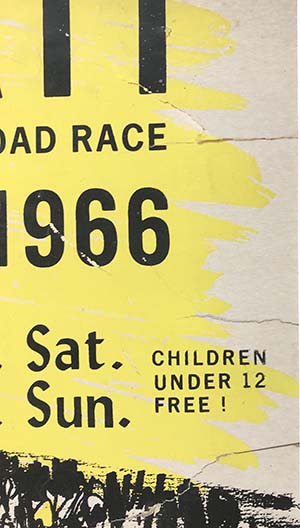 OAD RACE
1966
Sat.
Sun.
CHILDREN
UNDER 12
FREE !